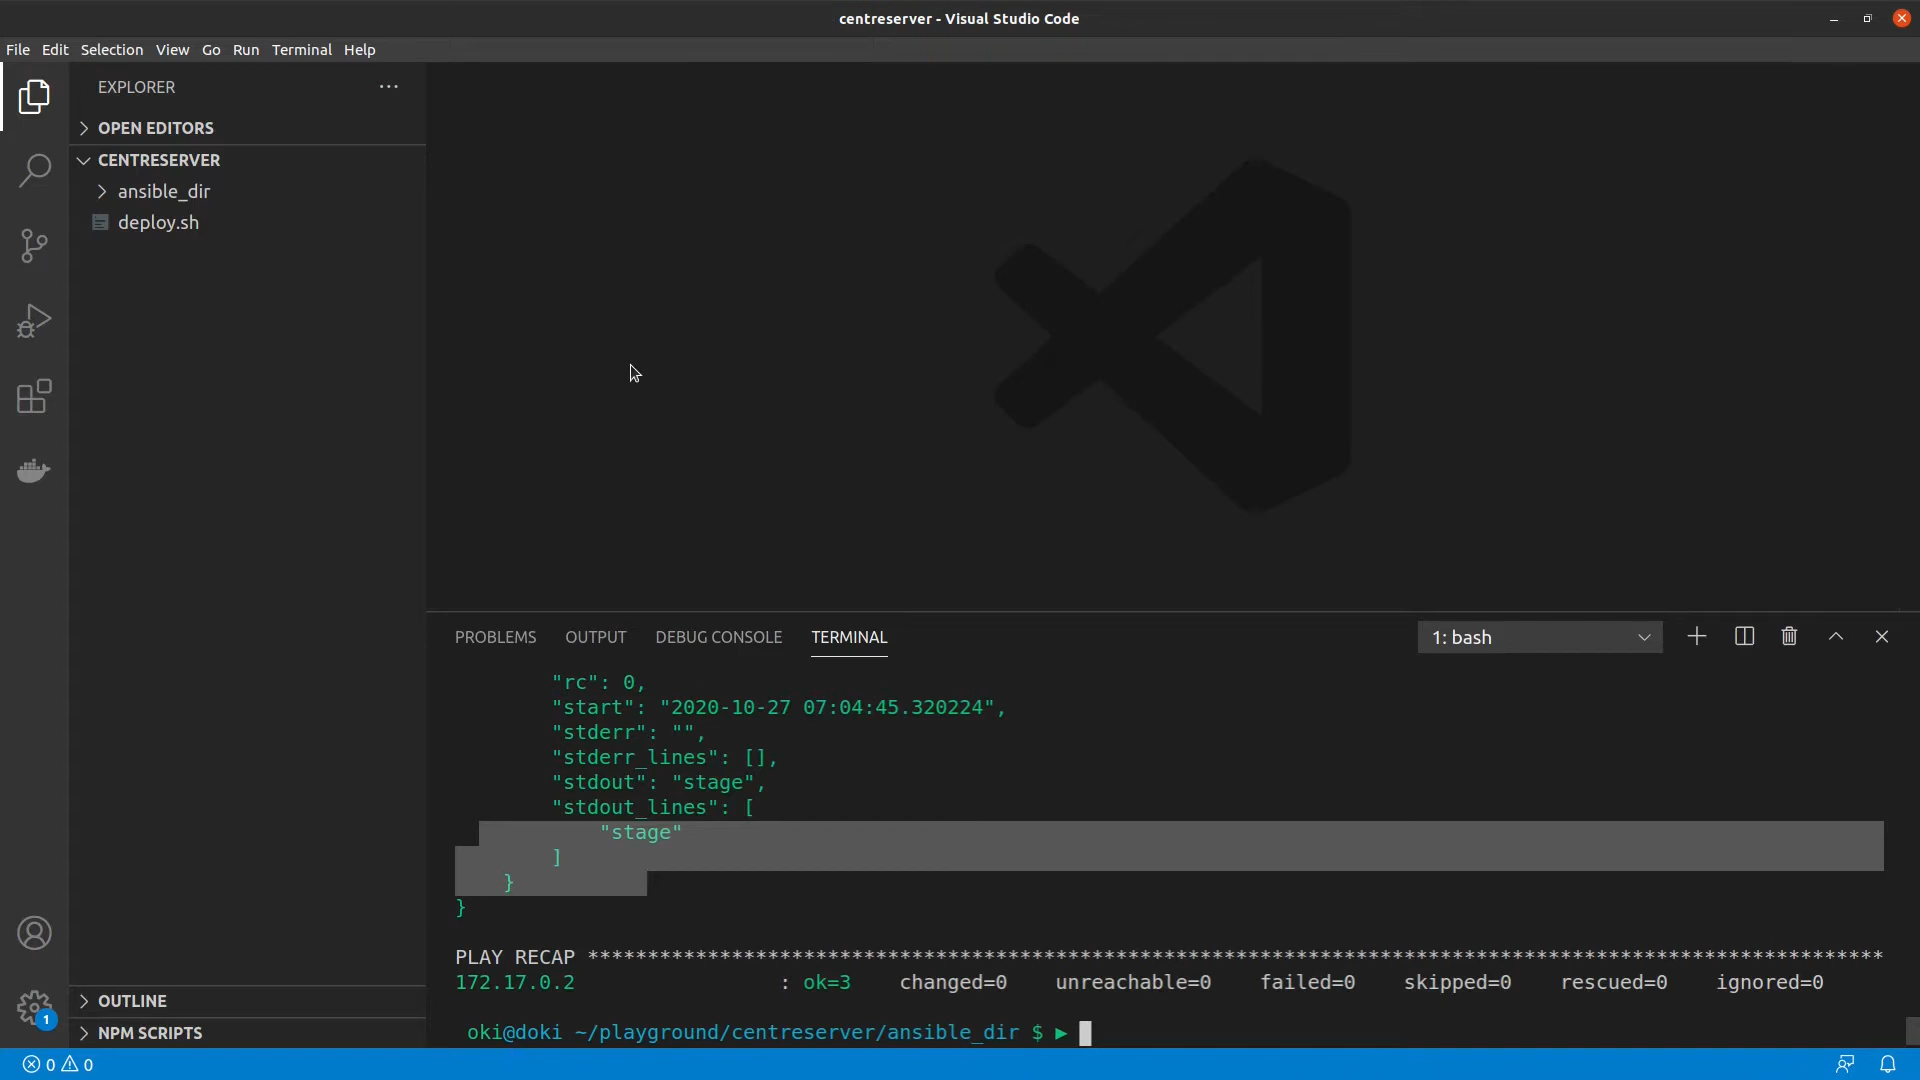 centreserver - Visual Studio Code
File Edit Selection View Go Run Terminal Help
EXPLORER
OPEN EDITORS
CENTRESERVER
ansible_dir
deploy.sh
OUTLINE
NPM SCRIPTS
PROBLEMS OUTPUT DEBUG CONSOLE TERMINAL 1: bash
"rc": 0,
"start": "2020-10-27 07:04:45.320224",
"stderr": "",
"stderr_lines": [],
"stdout": "stage",
"stdout_lines": [
"stage"
]
}
}
PLAY RECAP ************************************************************************************************************
172.17.0.2 : ok=3 changed=0 unreachable=0 failed=0 skipped=0 rescued=0 ignored=0
oki@doki ~/playground/centreserver/ansible_dir $ ▶
1
0 0